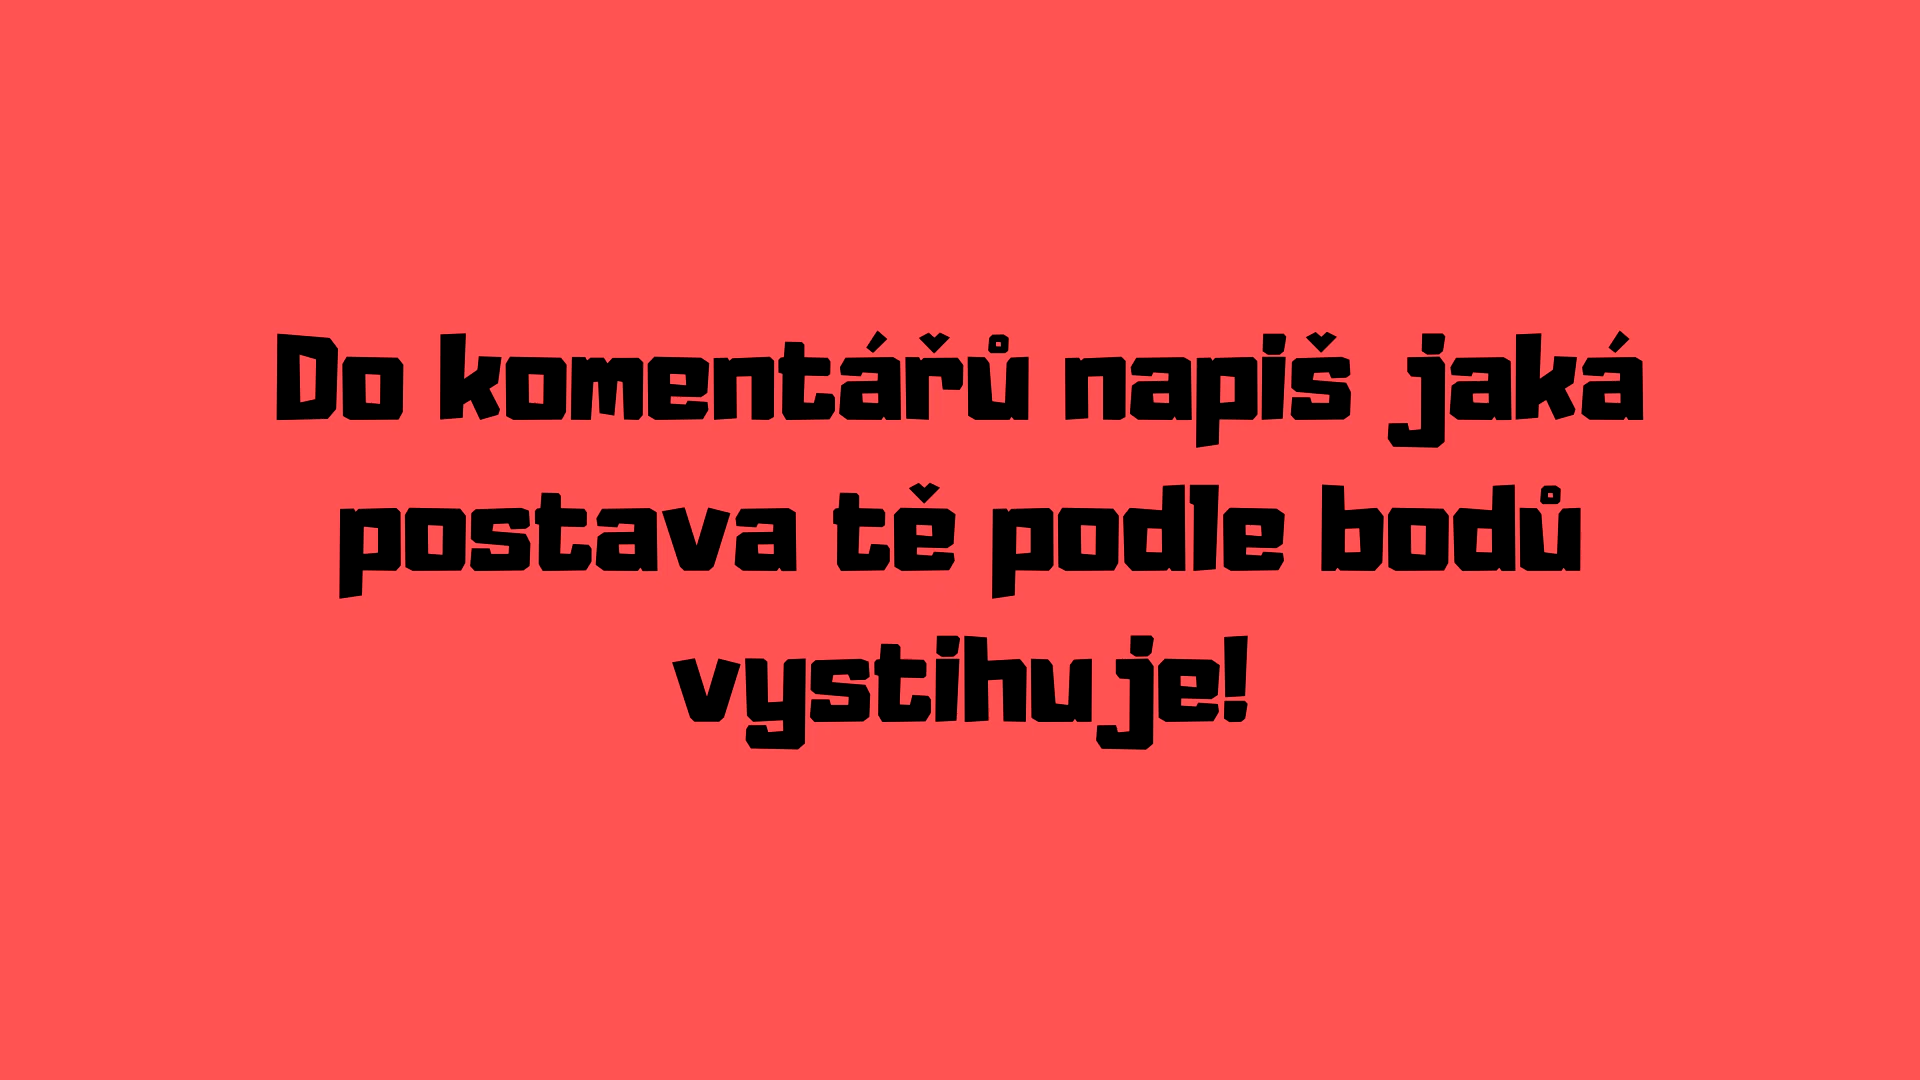 Do komentářů napiš jaká
postava tě podle bodů
vystihuje!